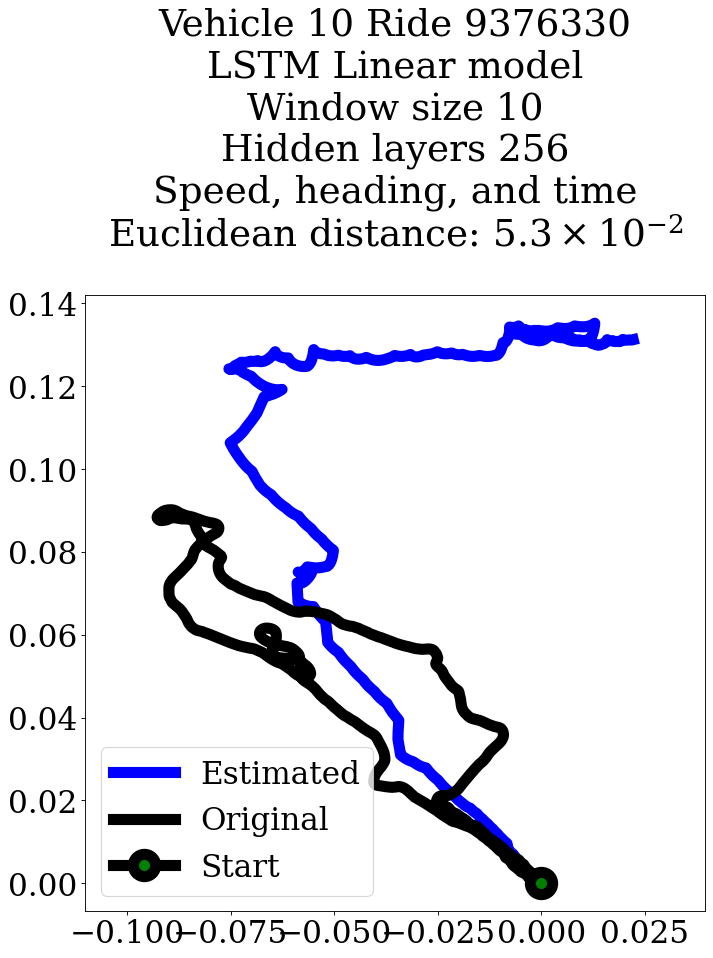 Vehicle 10 Ride 9376330
LSTM Linear model
Window size 10
Hidden layers 256
Speed, heading, and time
Euclidean distance: 5.3 × 10⁻²
0.14
0.12
0.10
0.08
0.06
0.04
0.02
0.00
Estimated
Original
Start
−0.100 −0.075 −0.050 −0.025 0.000 0.025